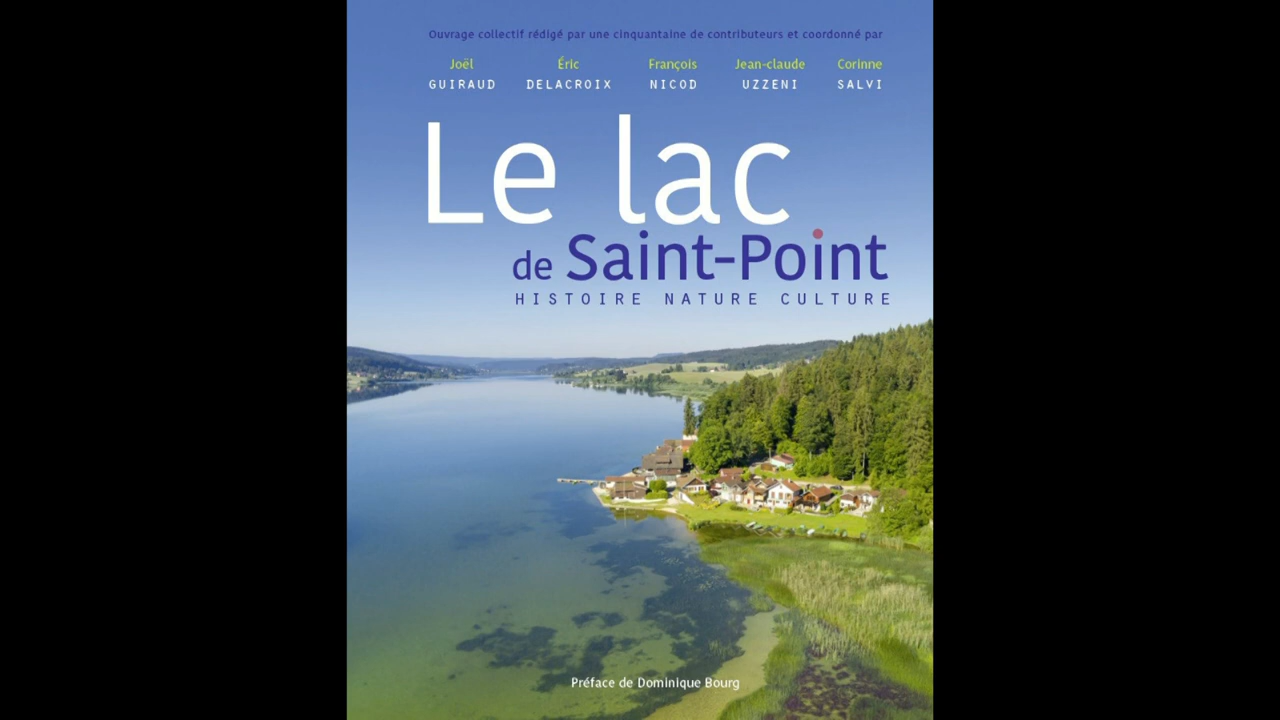 Ouvrage collectif rédigé par une cinquantaine de contributeurs et coordonné par
Joël Éric François Jean-claude Corinne
GUIRAUD DELACROIX NICOD UZZENI SALVI
Le lac
de Saint-Point
HISTOIRE NATURE CULTURE
Préface de Dominique Bourg